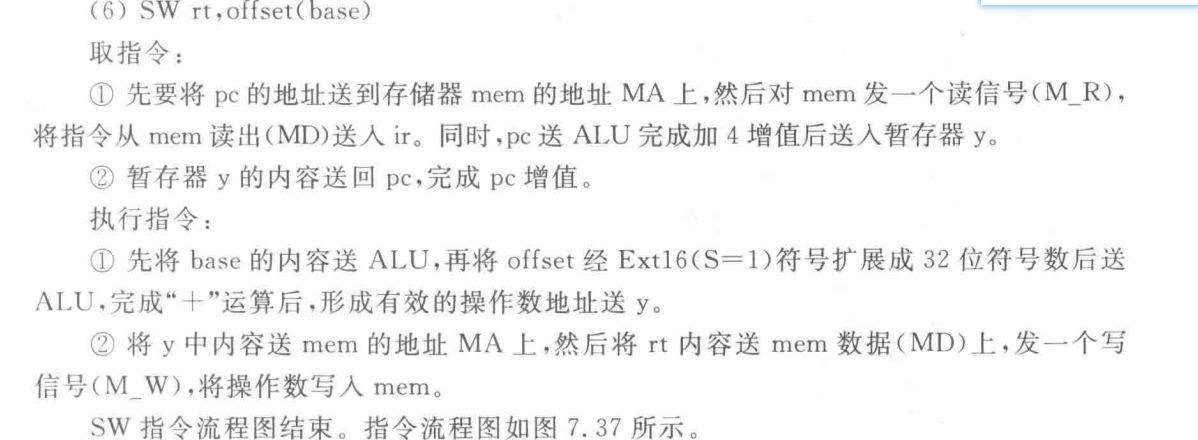 (6) SW rt,offset(base)
取指令:
① 先要将 pc 的地址送到存储器 mem 的地址 MA 上,然后对 mem 发一个读信号(M_R),
将指令从 mem 读出(MD)送入 ir。同时,pc 送 ALU 完成加 4 增值后送入暂存器 y。
② 暂存器 y 的内容送回 pc,完成 pc 增值。
执行指令:
① 先将 base 的内容送 ALU,再将 offset 经 Ext16(S=1)符号扩展成 32 位符号数后送
ALU,完成“+”运算后,形成有效的操作数地址送 y。
② 将 y 中内容送 mem 的地址 MA 上,然后将 rt 内容送 mem 数据(MD)上,发一个写
信号(M_W),将操作数写入 mem。
SW 指令流程图结束。指令流程图如图 7.37 所示。